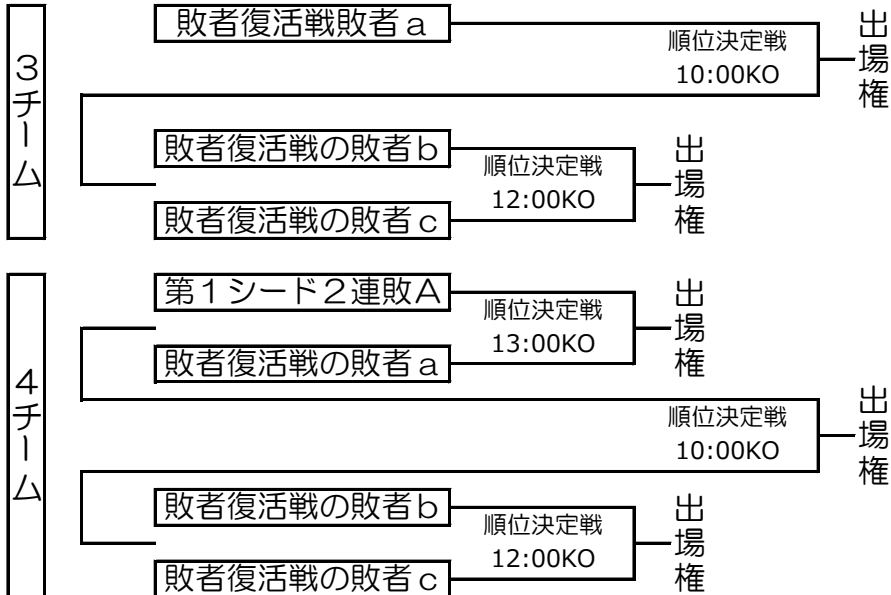 3チーム
敗者復活戦敗者a
順位決定戦
10:00KO
出場権
敗者復活戦の敗者b
順位決定戦
12:00KO
出場権
敗者復活戦の敗者c
4チーム
第1シード2連敗A
順位決定戦
13:00KO
出場権
敗者復活戦の敗者a
順位決定戦
10:00KO
出場権
敗者復活戦の敗者b
順位決定戦
12:00KO
出場権
敗者復活戦の敗者c